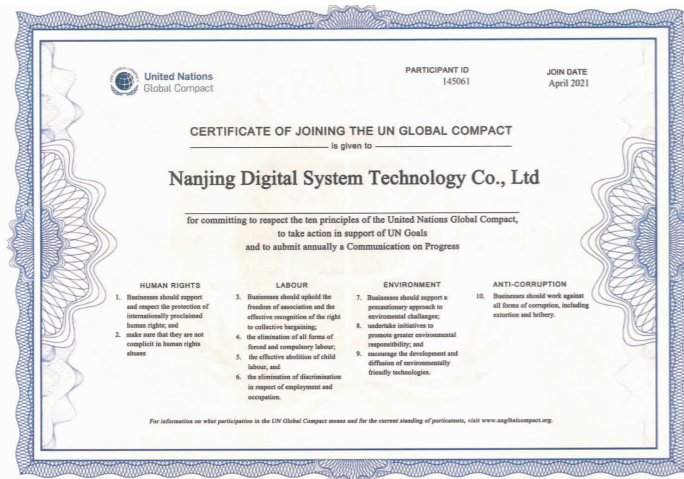 United Nations
Global Compact
PARTICIPANT ID
145061
JOIN DATE
April 2021
CERTIFICATE OF JOINING THE UN GLOBAL COMPACT
is given to
Nanjing Digital System Technology Co., Ltd
for committing to respect the ten principles of the United Nations Global Compact,
to take action in support of UN Goals
and to submit annually a Communication on Progress
HUMAN RIGHTS
1. Businesses should support
and respect the protection of
internationally proclaimed
human rights; and
2. make sure that they are not
complicit in human rights
abuses
LABOUR
3. Businesses should uphold the
freedom of association and the
effective recognition of the right
to collective bargaining;
4. the elimination of all forms of
forced and compulsory labour;
5. the effective abolition of child
labour, and
6. the elimination of discrimination
in respect of employment and
occupation.
ENVIRONMENT
7. Businesses should support a
precautionary approach to
enviromental challanges;
8. undertake initiatives to
promote greater environmental
responsitbility; and
9. encourage the development and
diffusion of environmentally
friendly technologies.
ANTI-CORRUPTION
10. Businesses should work against
all forms of corruption, including
extortion and bribery.
For information on what participation in the UN Global Compact means and for the current standing of particatants, visit www.unglbalcompact.org.